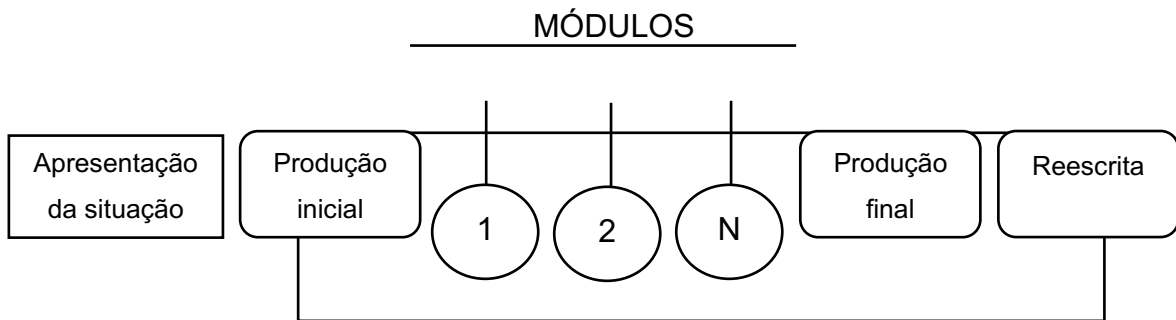 MÓDULOS
Apresentação
da situação
Produção
inicial
1
2
N
Produção
final
Reescrita